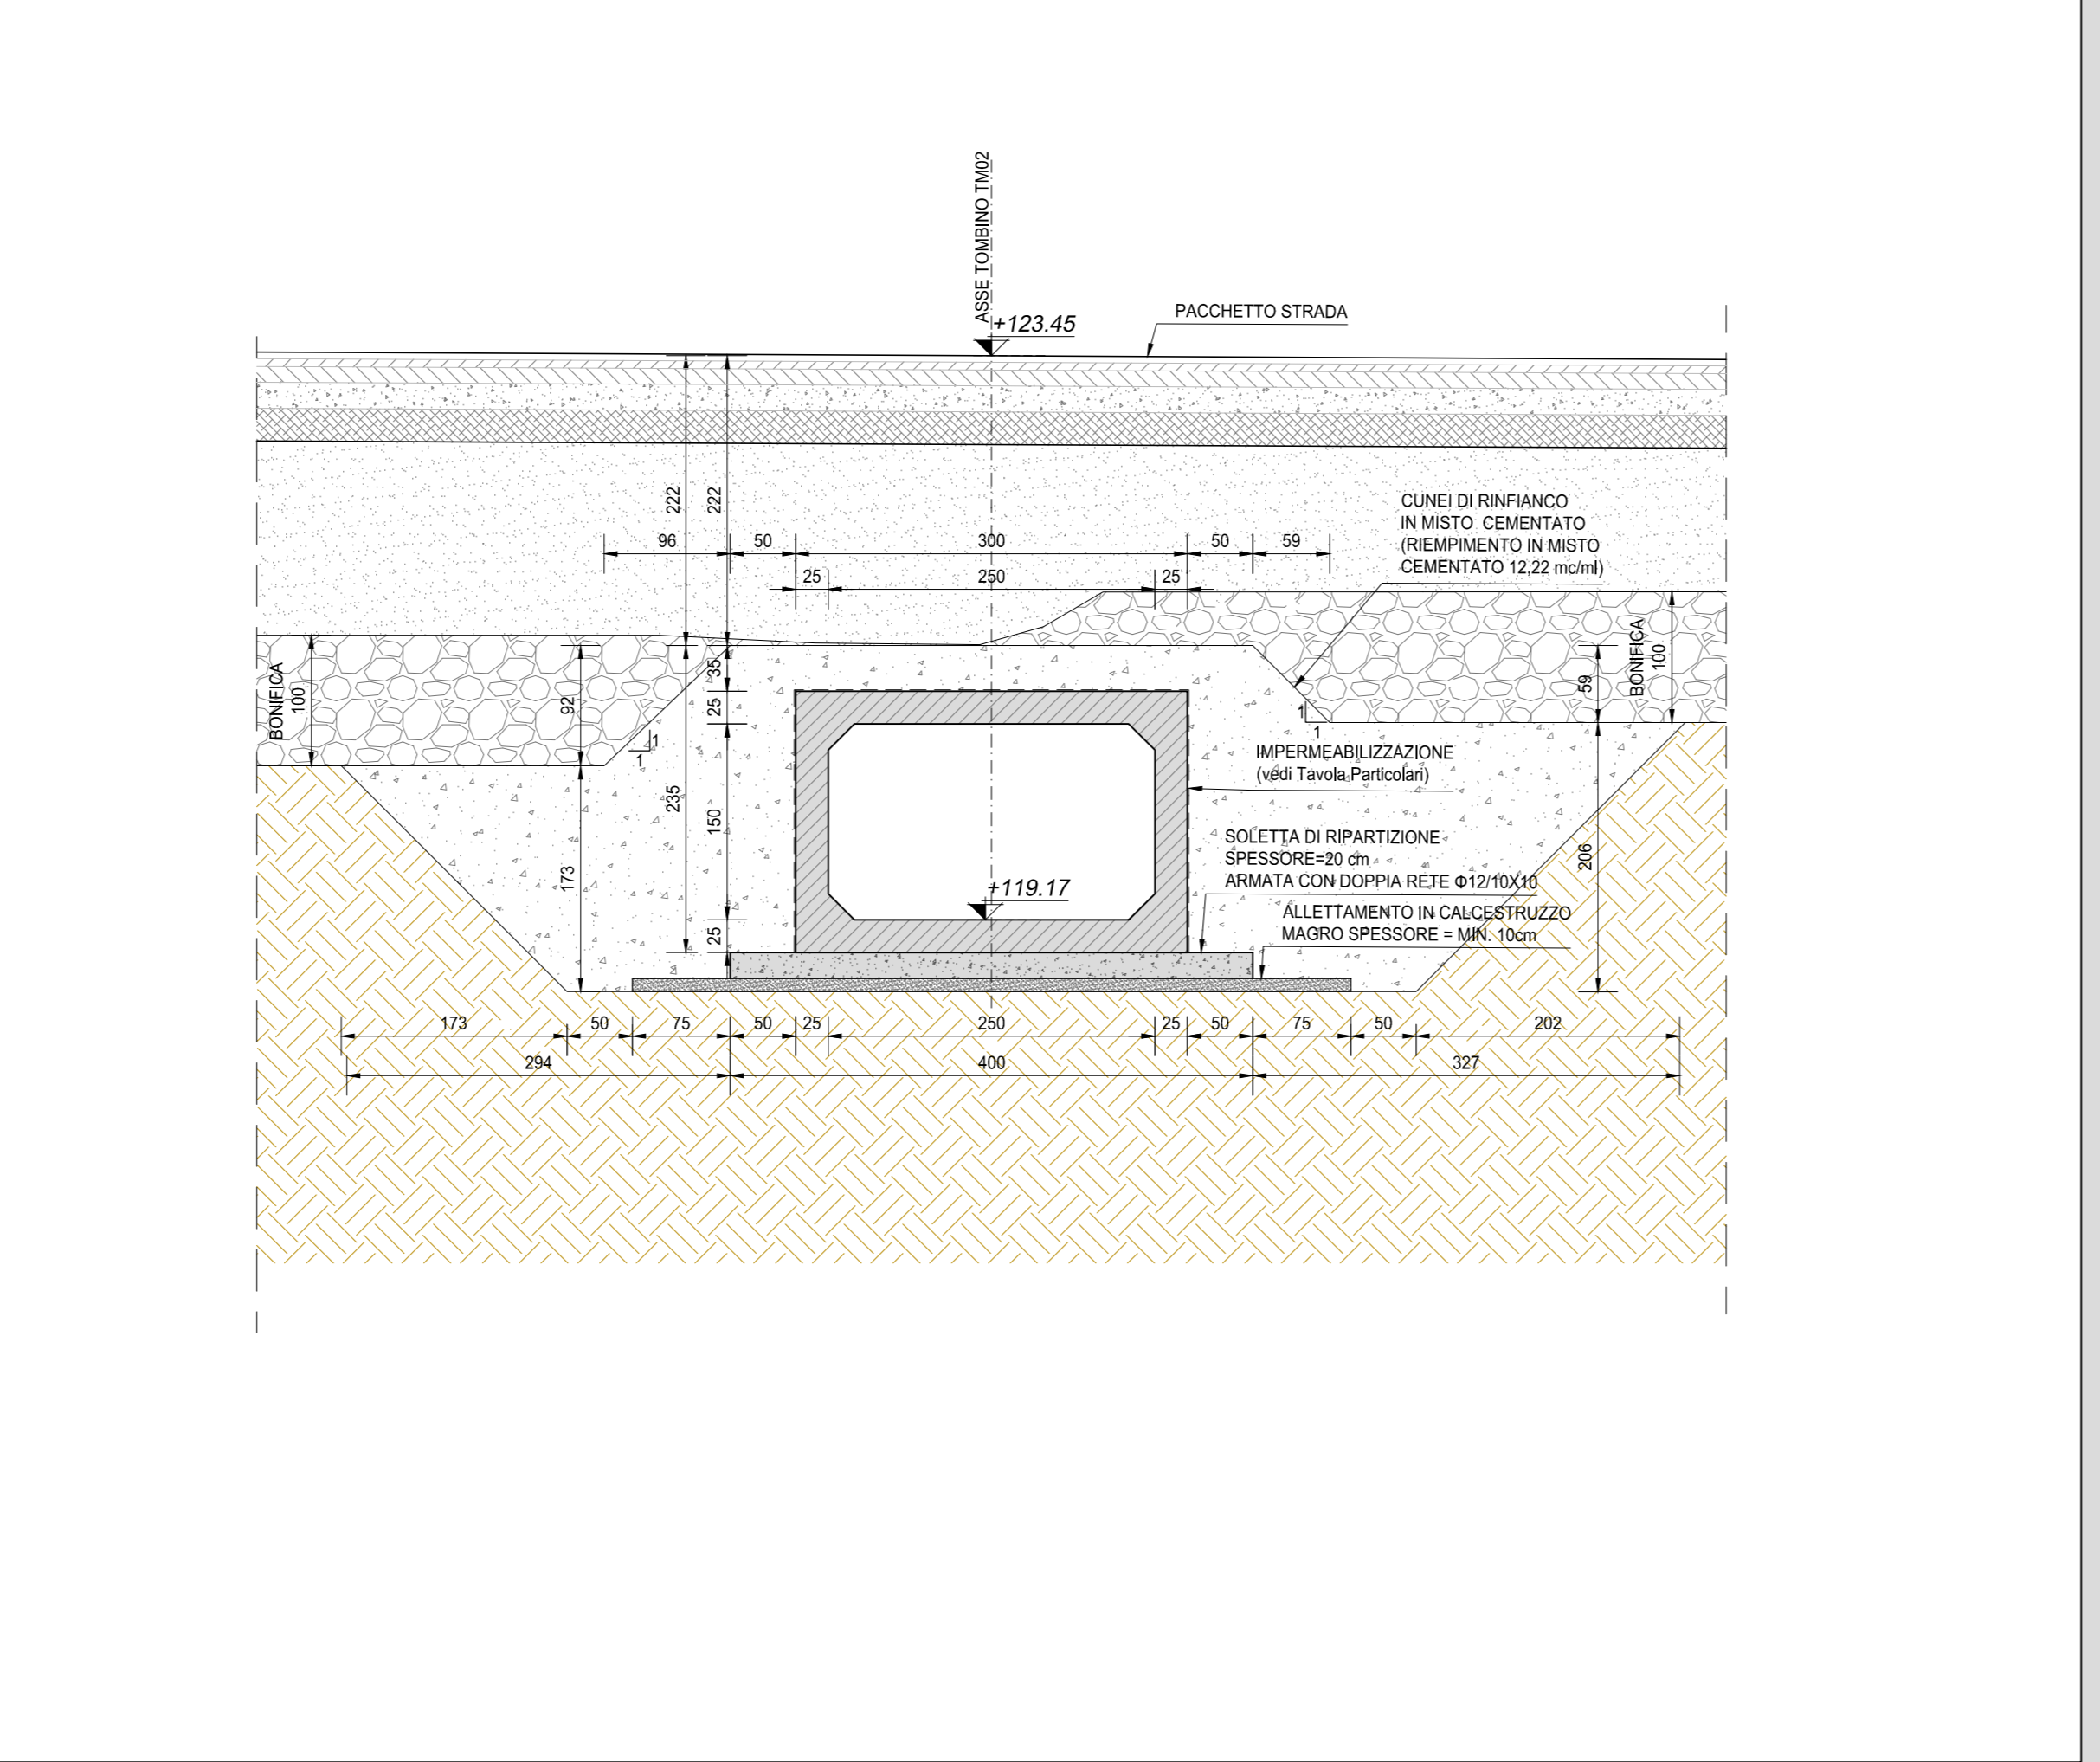 ASSE TOMBINO TM02
+123.45
PACCHETTO STRADA
222
222
CUNEI DI RINFIANCO
IN MISTO CEMENTATO
(RIEMPIMENTO IN MISTO
CEMENTATO 12,22 mc/ml)
96
50
300
50
59
25
250
25
BONIFICA
100
92
35
25
59
BONIFICA
100
1
1
1
1
IMPERMEABILIZZAZIONE
(vedi Tavola Particolari)
235
150
173
206
SOLETTA DI RIPARTIZIONE
SPESSORE=20 cm
ARMATA CON DOPPIA RETE Φ12/10X10
+119.17
ALLETTAMENTO IN CALCESTRUZZO
MAGRO SPESSORE = MIN. 10cm
25
173
50
75
50
25
250
25
50
75
50
202
294
400
327